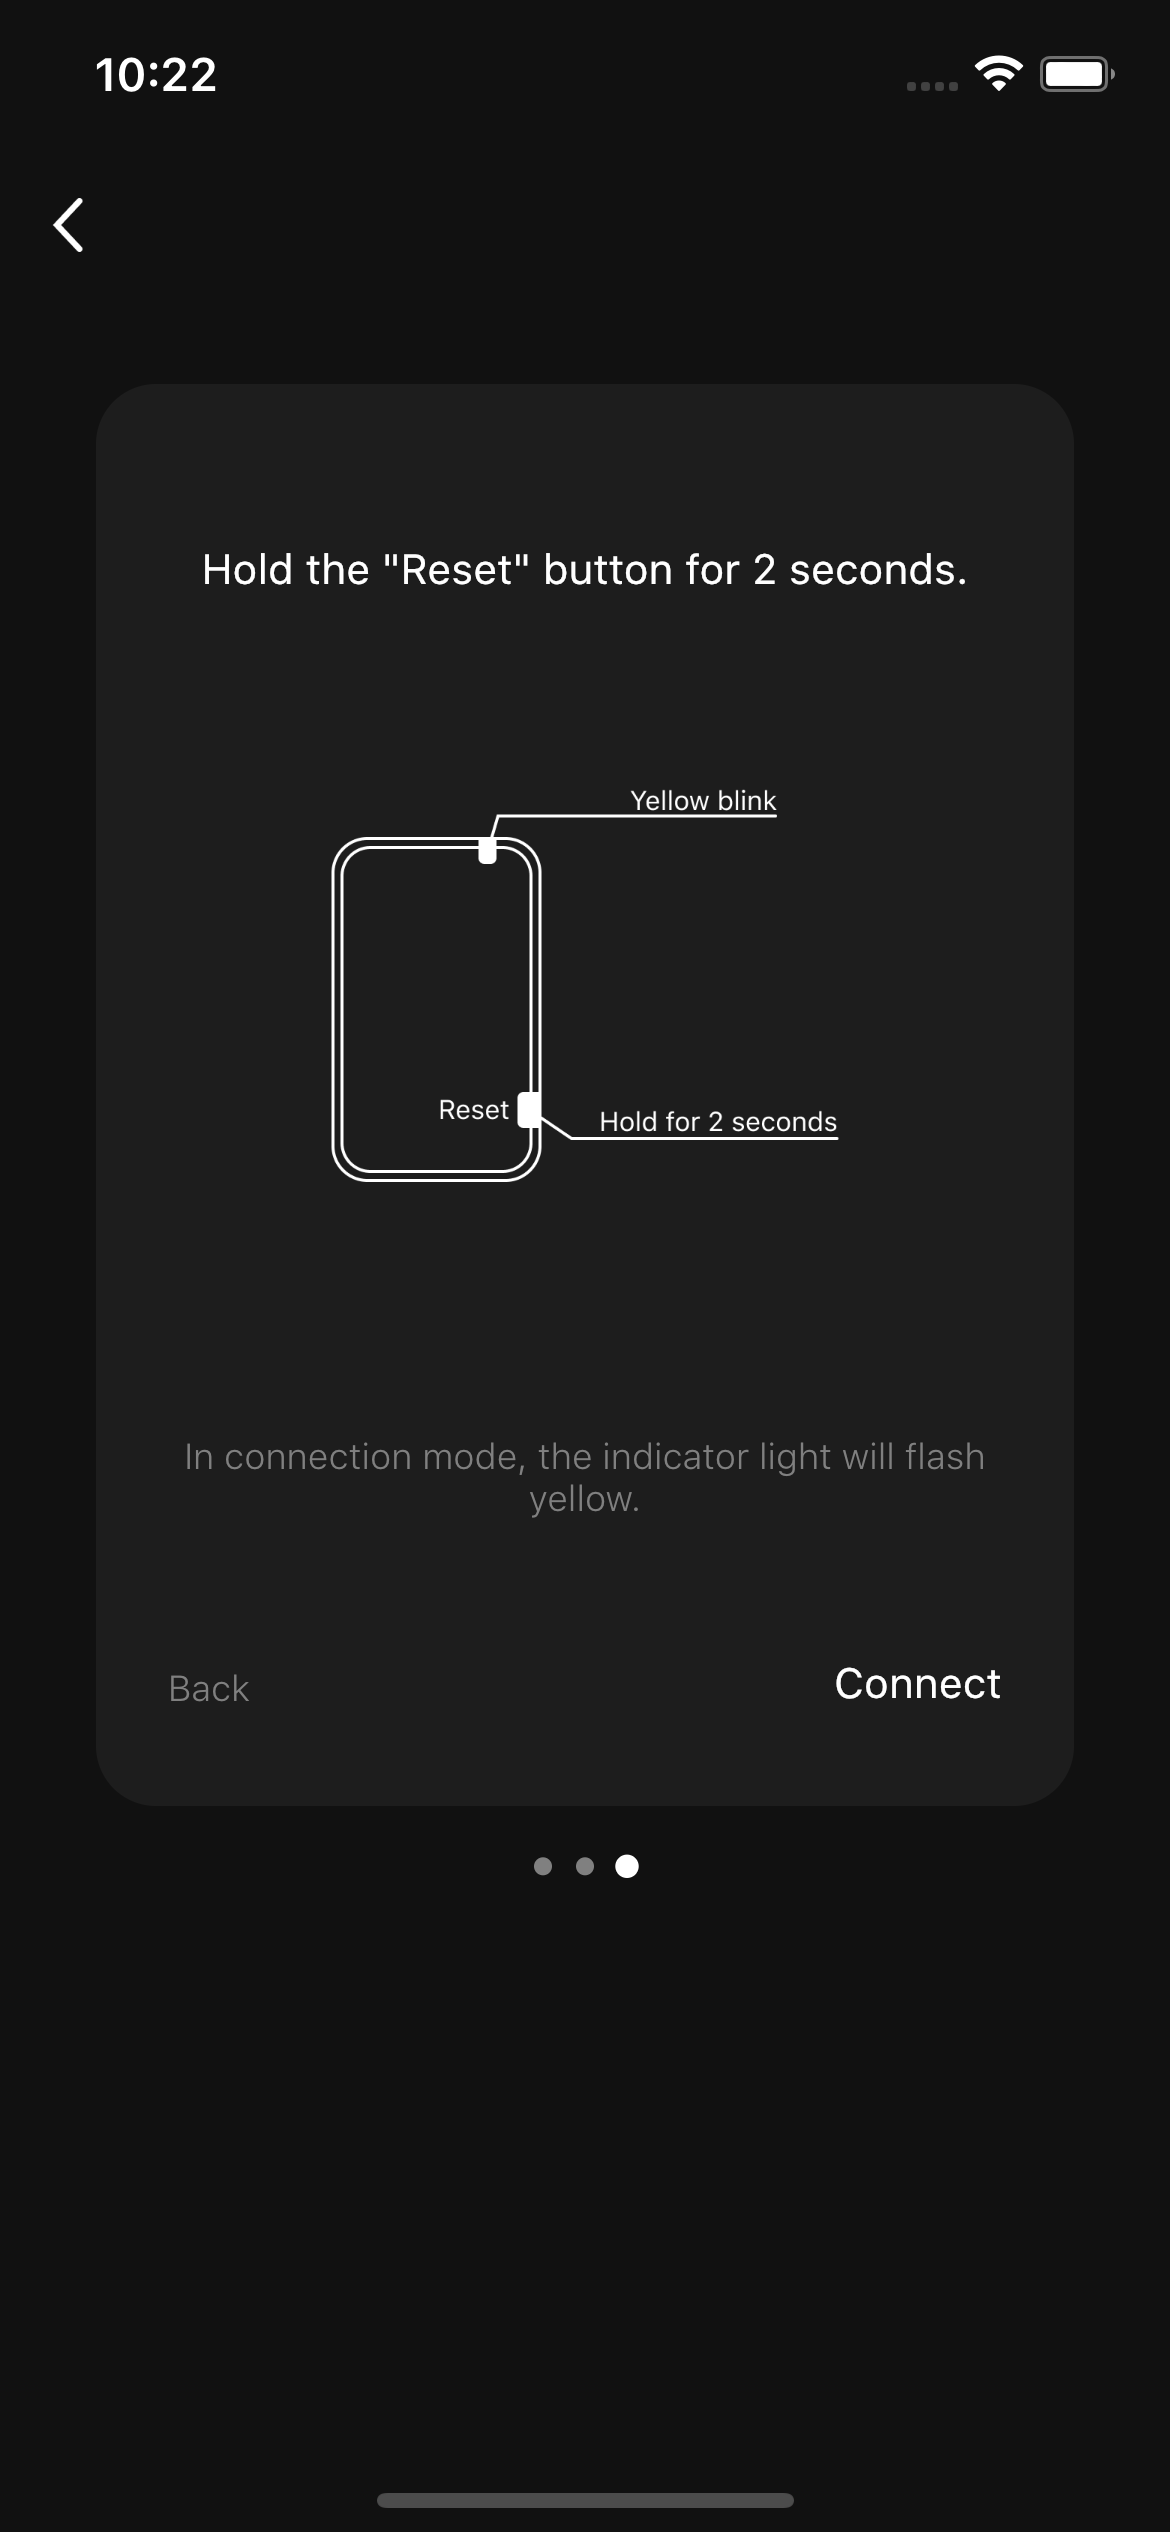 10:22
Hold the "Reset" button for 2 seconds.
Yellow blink
Reset
Hold for 2 seconds
In connection mode, the indicator light will flash
yellow.
Back
Connect